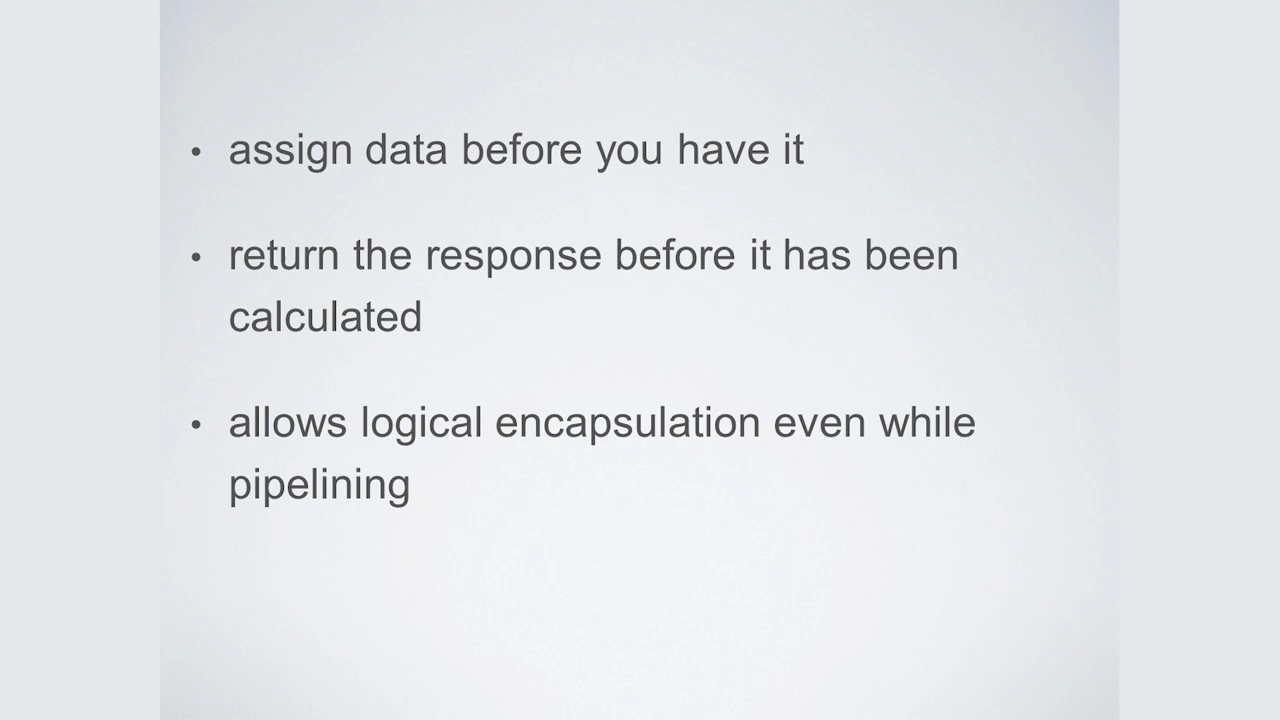 • assign data before you have it
• return the response before it has been
calculated
• allows logical encapsulation even while
pipelining